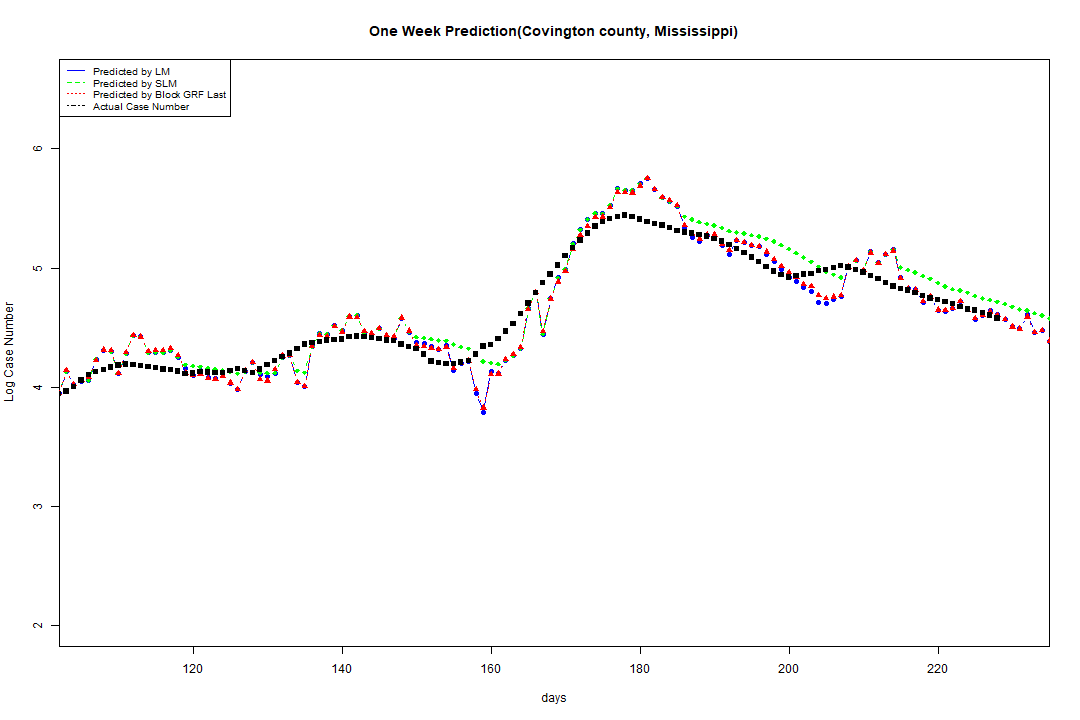 One Week Prediction(Covington county, Mississippi)
Predicted by LM
Predicted by SLM
Predicted by Block GRF Last
Actual Case Number
Log Case Number
6
5
4
3
2
120 140 160 180 200 220
days